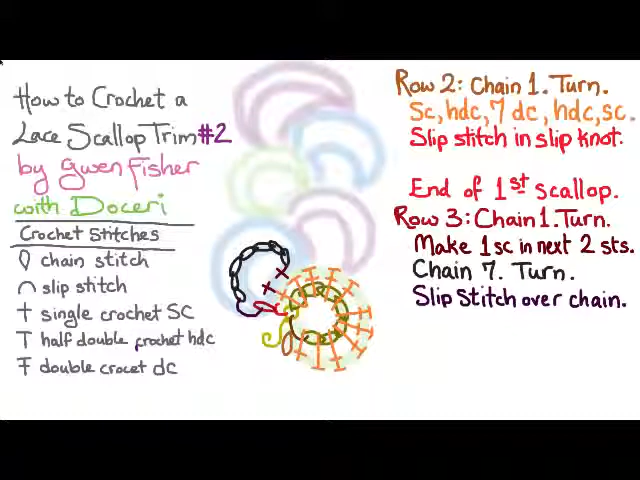 How to Crochet a
Lace Scallop Trim #2
by Gwen Fisher
with Doceri
Crochet Stitches
chain stitch
slip stitch
single crochet SC
half double crochet hdc
double crocet dc
Row 2: Chain 1. Turn.
Sc, hdc, 7 dc, hdc, sc.
Slip stitch in slip knot.
End of 1st Scallop.
Row 3: Chain 1. Turn.
Make 1 sc in next 2 sts.
Chain 7. Turn.
Slip Stitch over chain.